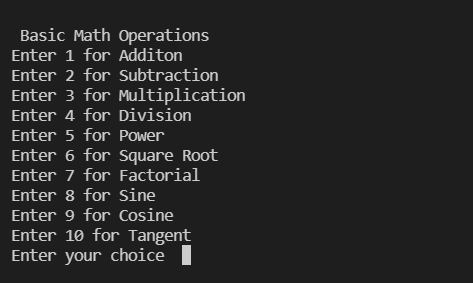 Basic Math Operations
Enter 1 for Additon
Enter 2 for Subtraction
Enter 3 for Multiplication
Enter 4 for Division
Enter 5 for Power
Enter 6 for Square Root
Enter 7 for Factorial
Enter 8 for Sine
Enter 9 for Cosine
Enter 10 for Tangent
Enter your choice